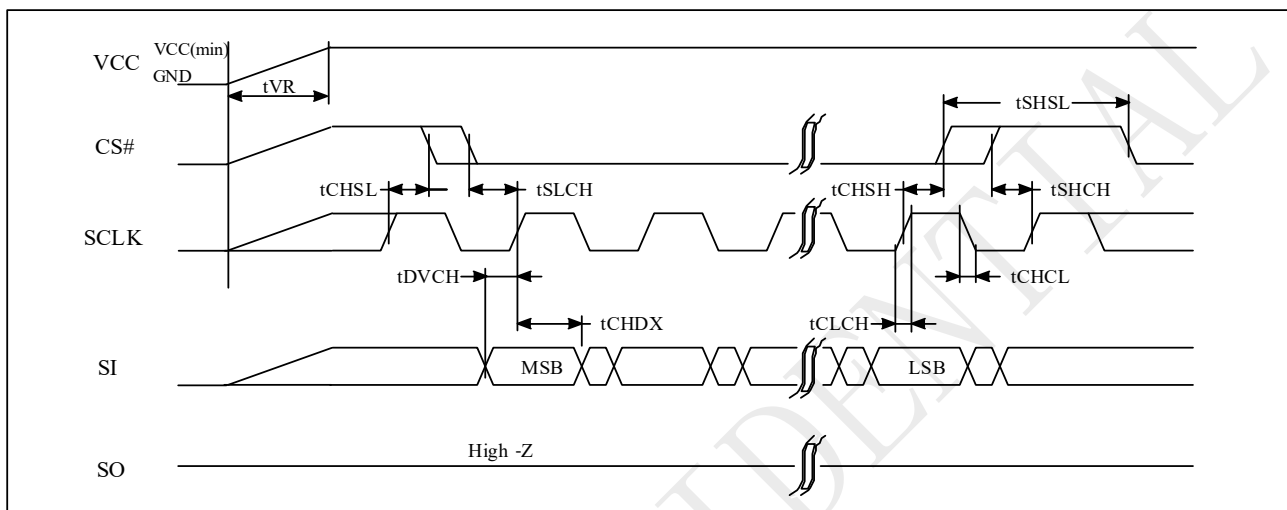 VCC
VCC(min)
GND
tVR
tSHSL
CS#
tCHSL
tSLCH
tCHSH
tSHCH
SCLK
tDVCH
tCHCL
tCHDX
tCLCH
SI
MSB
LSB
High -Z
SO
IDENTIAL